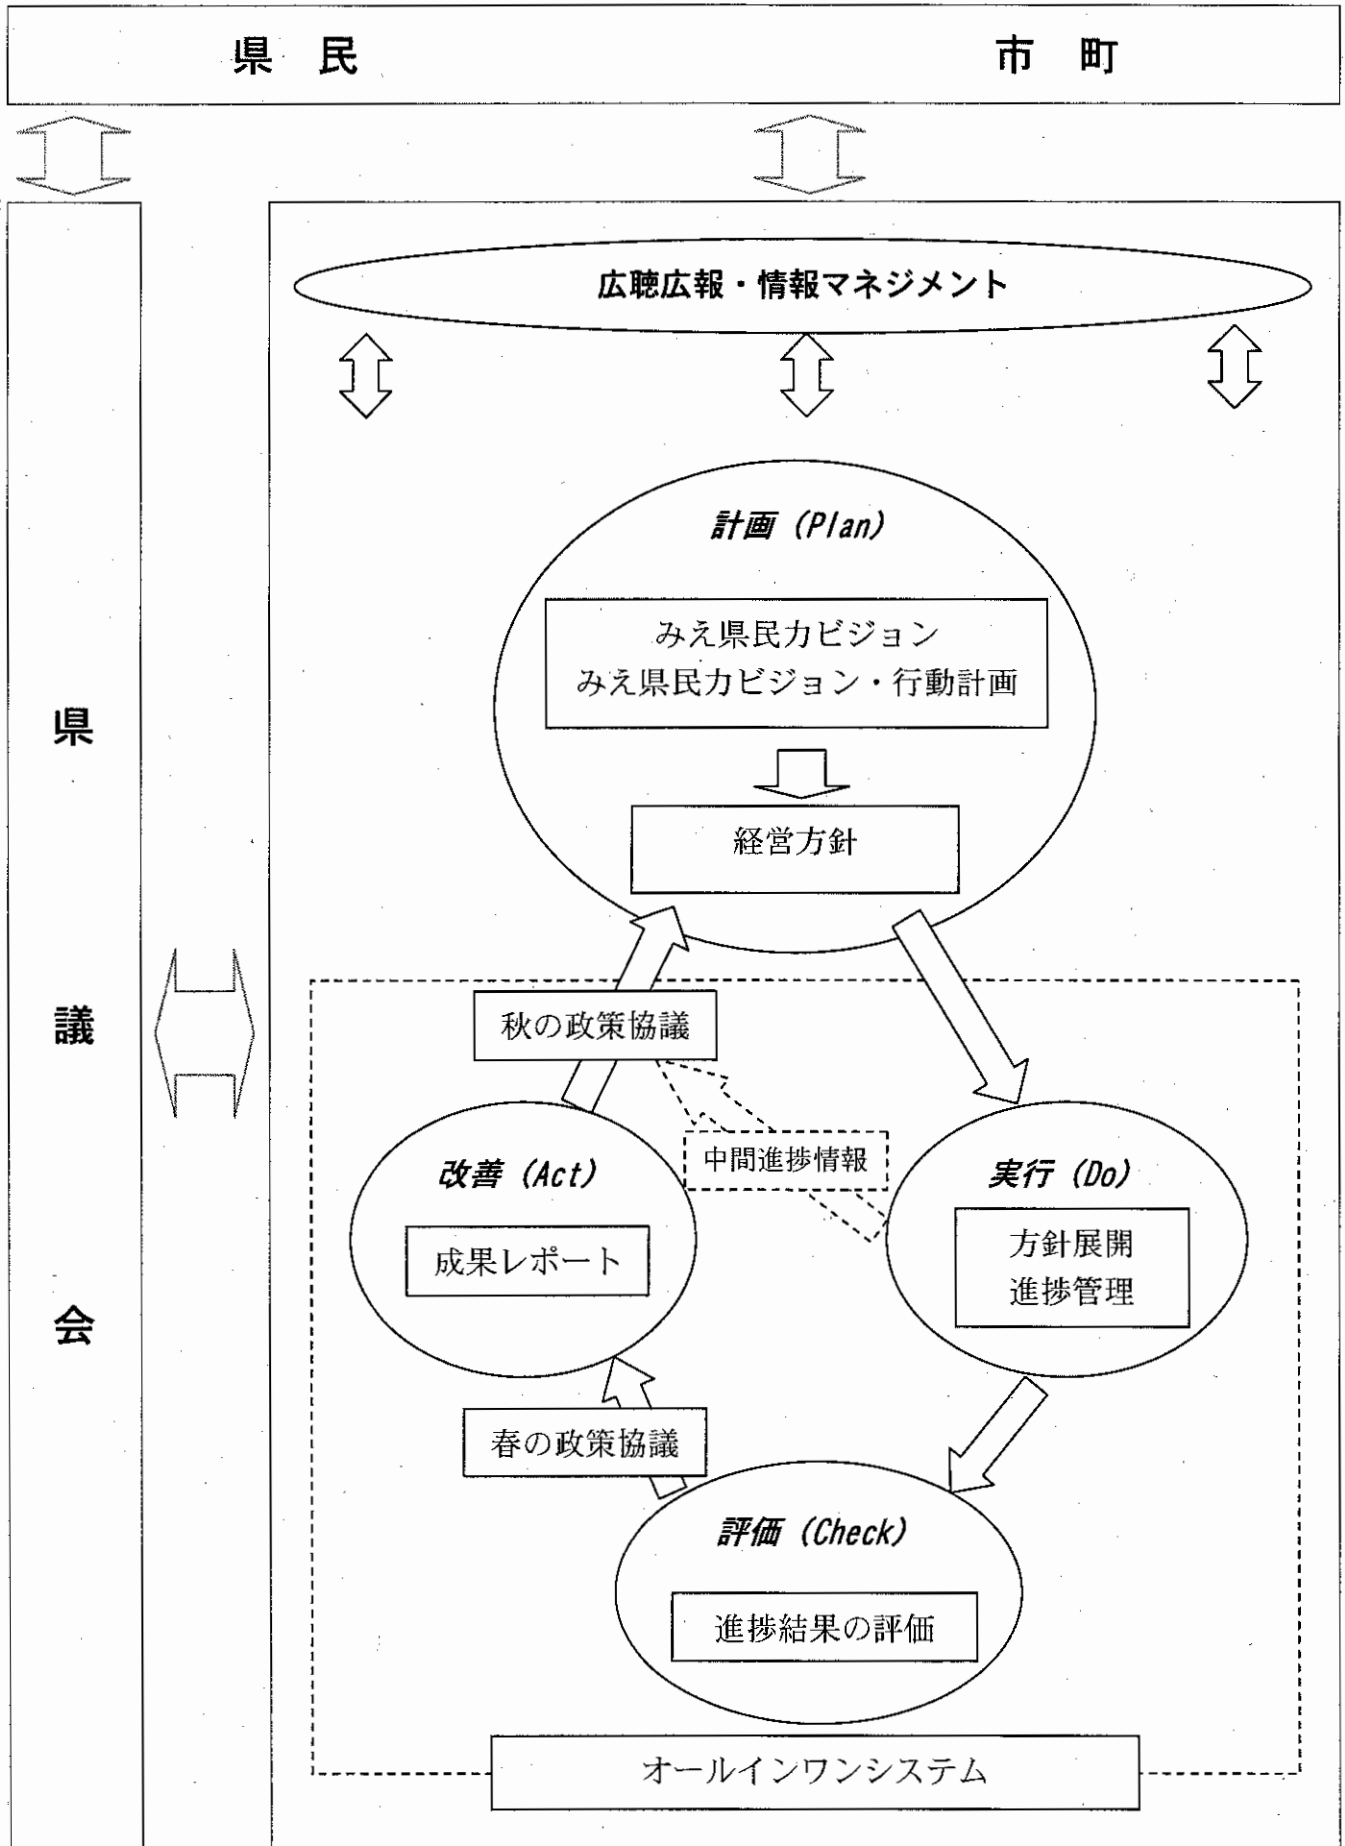 県 民
市 町
県
議
会
広聴広報・情報マネジメント
計画 (Plan)
みえ県民力ビジョン
みえ県民力ビジョン・行動計画
経営方針
秋の政策協議
中間進捗情報
改善 (Act)
成果レポート
実行 (Do)
方針展開
進捗管理
春の政策協議
評価 (Check)
進捗結果の評価
オールインワンシステム